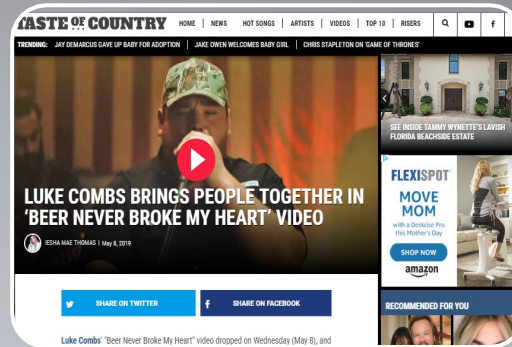 TASTE OF COUNTRY
HOME | NEWS HOT SONGS | ARTISTS | VIDEOS | TOP 10 | RISERS
TRENDING: JAY DEMARCUS GAVE UP BABY FOR ADOPTION | JAKE OWEN WELCOMES BABY GIRL | CHRIS STAPLETON ON 'GAME OF THRONES'
LUKE COMBS BRINGS PEOPLE TOGETHER IN
'BEER NEVER BROKE MY HEART' VIDEO
IESHA MAE THOMAS | May 8, 2019
SHARE ON TWITTER
SHARE ON FACEBOOK
Luke Combs' "Beer Never Broke My Heart" video dropped on Wednesday (May 8), and
SEE INSIDE TAMMY WYNETTE'S LAVISH
FLORIDA BEACHSIDE ESTATE
FLEXISPOT
MOVE
MOM
with a Deskcise Pro
this Mother's Day
SHOP NOW
amazon
RECOMMENDED FOR YOU